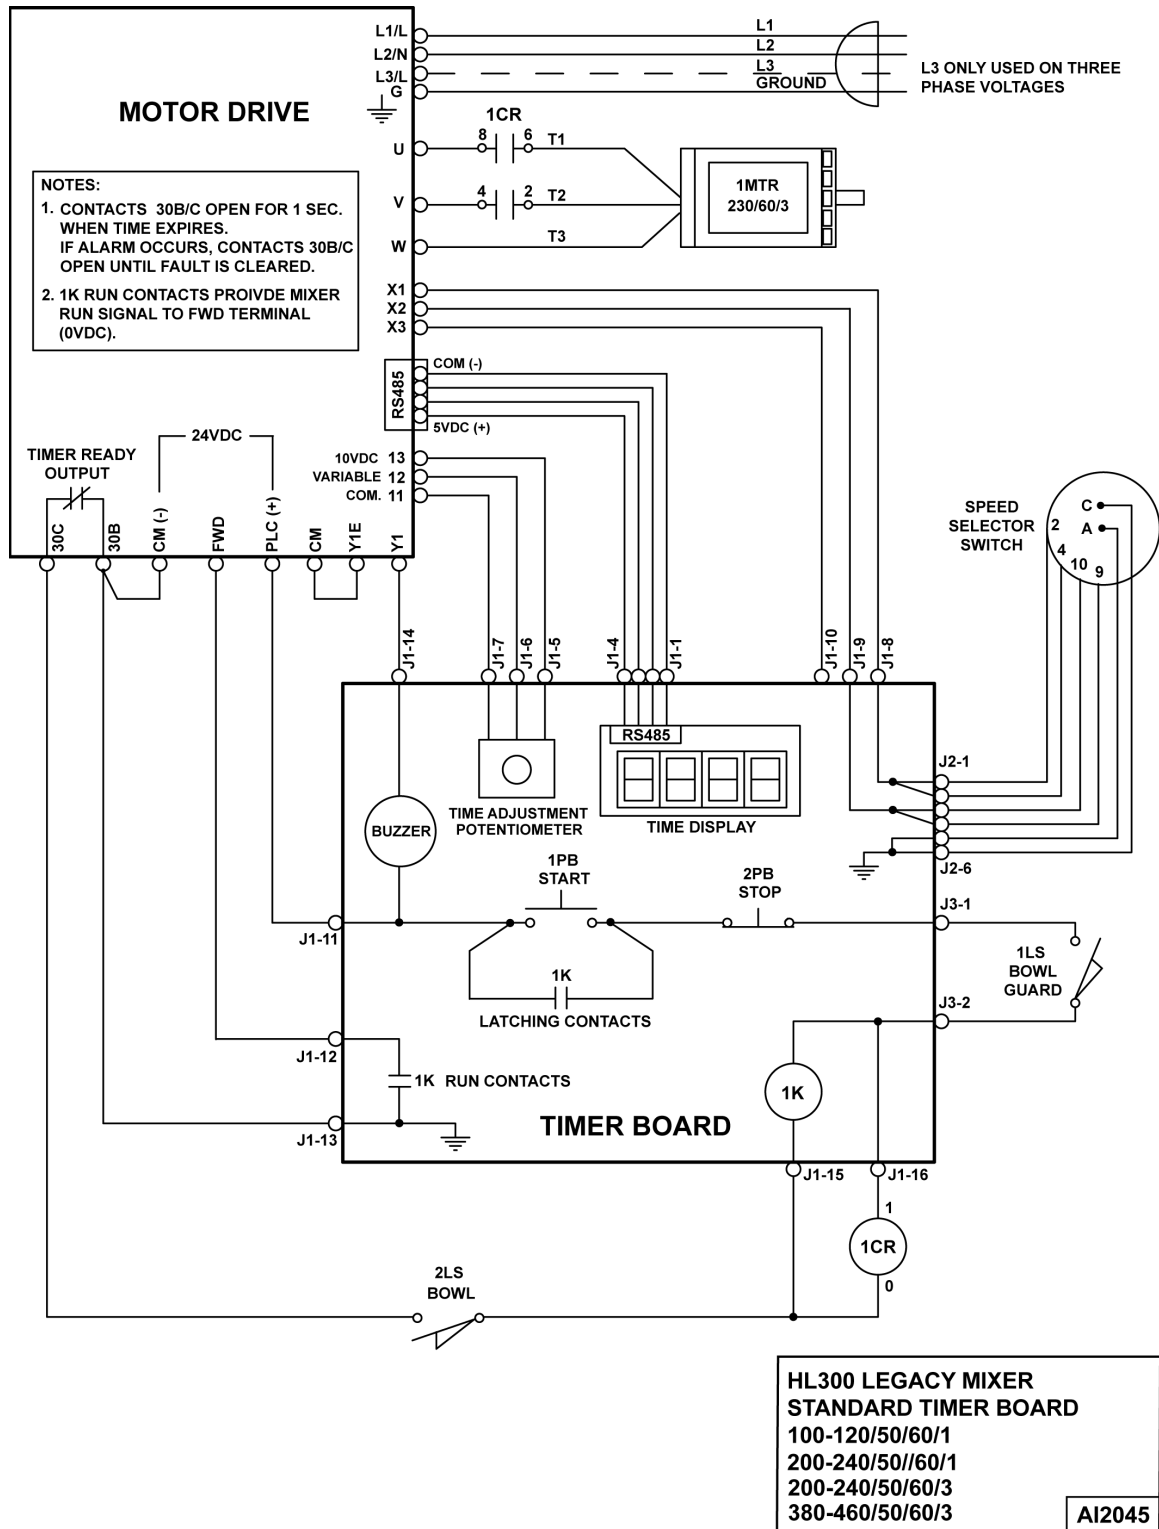 L1/L
L2/N
L3/L
G
L1
L2
L3
GROUND
L3 ONLY USED ON THREE
PHASE VOLTAGES
MOTOR DRIVE
1CR
U
8
6
T1
V
4
2
T2
W
T3
1MTR
230/60/3
NOTES:
1. CONTACTS 30B/C OPEN FOR 1 SEC.
WHEN TIME EXPIRES.
IF ALARM OCCURS, CONTACTS 30B/C
OPEN UNTIL FAULT IS CLEARED.
2. 1K RUN CONTACTS PROIVDE MIXER
RUN SIGNAL TO FWD TERMINAL
(0VDC).
X1
X2
X3
RS485
COM (-)
5VDC (+)
24VDC
TIMER READY
OUTPUT
10VDC 13
VARIABLE 12
COM. 11
30C
30B
CM (-)
FWD
PLC (+)
CM
Y1E
Y1
SPEED
SELECTOR
SWITCH
C
A
2
4
10
9
J1-14
J1-7
J1-6
J1-5
J1-4
J1-1
J1-10
J1-9
J1-8
RS485
BUZZER
TIME ADJUSTMENT
POTENTIOMETER
TIME DISPLAY
J2-1
J2-6
1PB
START
2PB
STOP
J3-1
J1-11
1K
LATCHING CONTACTS
1LS
BOWL
GUARD
J3-2
J1-12
1K RUN CONTACTS
1K
TIMER BOARD
J1-13
J1-15
J1-16
1
1CR
0
2LS
BOWL
HL300 LEGACY MIXER
STANDARD TIMER BOARD
100-120/50/60/1
200-240/50//60/1
200-240/50/60/3
380-460/50/60/3
AI2045